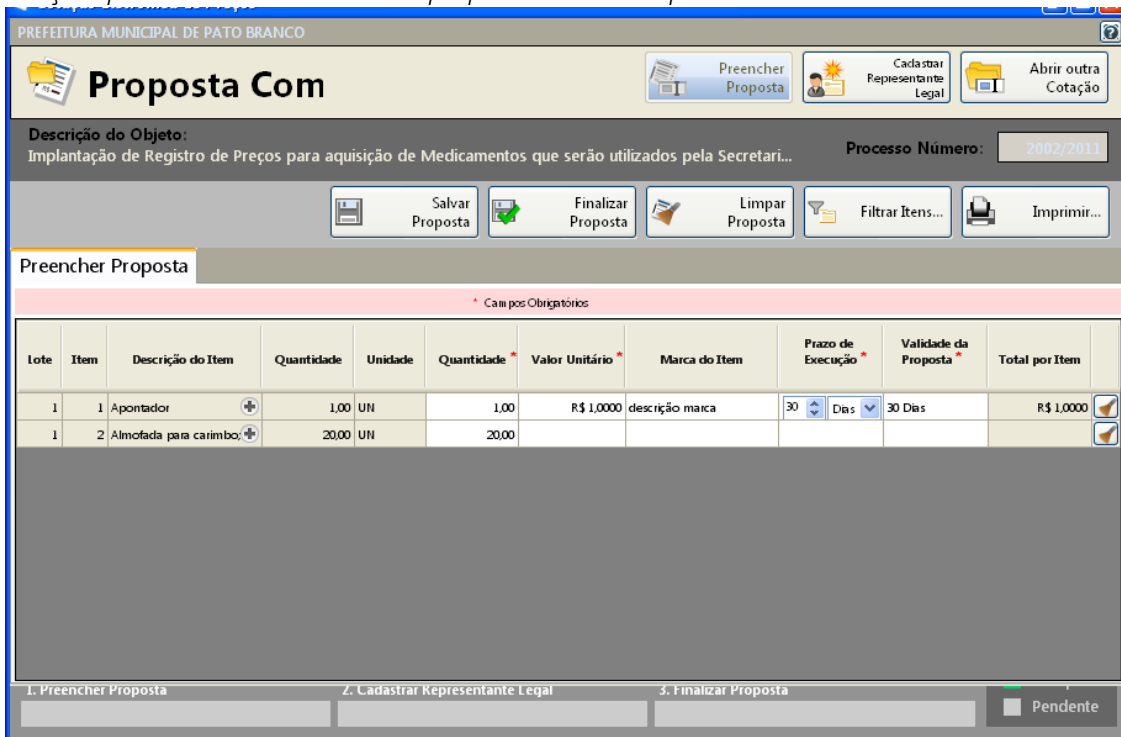 PREFEITURA MUNICIPAL DE PATO BRANCO
Proposta Com
Preencher
Proposta
Cadastrar
Representante
Legal
Abrir outra
Cotação
Descrição do Objeto:
Implantação de Registro de Preços para aquisição de Medicamentos que serão utilizados pela Secretari...
Processo Número: 2002/2011
Salvar
Proposta
Finalizar
Proposta
Limpar
Proposta
Filtrar Itens...
Imprimir...
Preencher Proposta
* Campos Obrigatórios
Lote Item Descrição do Item Quantidade Unidade Quantidade * Valor Unitário * Marca do Item Prazo de Execução * Validade da Proposta * Total por Item
1 1 Apontador 1,00 UN 1,00 R$ 1,0000 descrição marca 30 Dias 30 Dias R$ 1,0000
1 2 Almofada para carimbo; 20,00 UN 20,00
1. Preencher Proposta 2. Cadastrar Representante Legal 3. Finalizar Proposta
Pendente